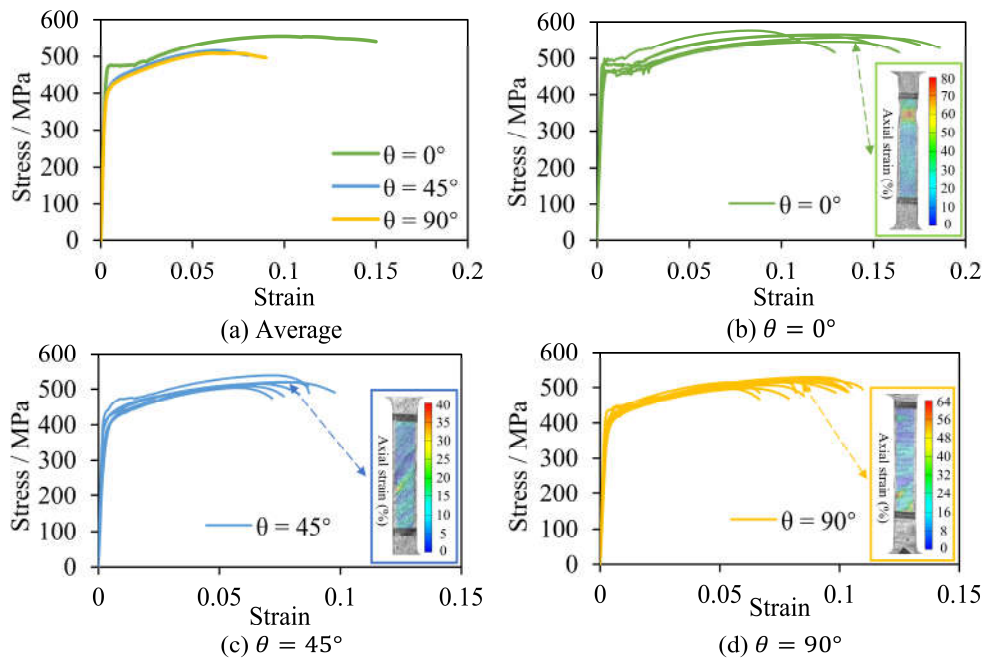 600
500
400
300
200
100
0
Stress / MPa
θ = 0°
θ = 45°
θ = 90°
0 0.05 0.1 0.15 0.2
Strain
(a) Average
600
500
400
300
200
100
0
Stress / MPa
θ = 0°
Axial strain (%)
80
70
60
50
40
30
20
10
0
0 0.05 0.1 0.15 0.2
Strain
(b) θ = 0°
600
500
400
300
200
100
0
Stress / MPa
θ = 45°
Axial strain (%)
40
35
30
25
20
15
10
5
0
0 0.05 0.1 0.15
Strain
(c) θ = 45°
600
500
400
300
200
100
0
Stress / MPa
θ = 90°
Axial strain (%)
64
56
48
40
32
24
16
8
0
0 0.05 0.1 0.15
Strain
(d) θ = 90°